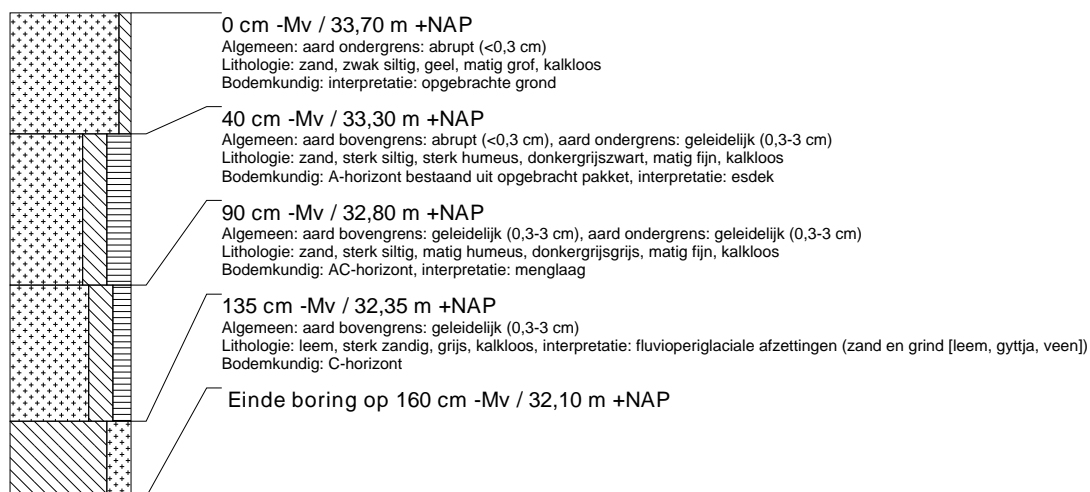 0 cm -Mv / 33,70 m +NAP
Algemeen: aard ondergrens: abrupt (<0,3 cm)
Lithologie: zand, zwak siltig, geel, matig grof, kalkloos
Bodemkundig: interpretatie: opgebrachte grond
40 cm -Mv / 33,30 m +NAP
Algemeen: aard bovengrens: abrupt (<0,3 cm), aard ondergrens: geleidelijk (0,3-3 cm)
Lithologie: zand, sterk siltig, sterk humeus, donkergrijszwart, matig fijn, kalkloos
Bodemkundig: A-horizont bestaand uit opgebracht pakket, interpretatie: esdek
90 cm -Mv / 32,80 m +NAP
Algemeen: aard bovengrens: geleidelijk (0,3-3 cm), aard ondergrens: geleidelijk (0,3-3 cm)
Lithologie: zand, sterk siltig, matig humeus, donkergrijsgrijs, matig fijn, kalkloos
Bodemkundig: AC-horizont, interpretatie: menglaag
135 cm -Mv / 32,35 m +NAP
Algemeen: aard bovengrens: geleidelijk (0,3-3 cm)
Lithologie: leem, sterk zandig, grijs, kalkloos, interpretatie: fluvioperiglaciale afzettingen (zand en grind [leem, gyttja, veen])
Bodemkundig: C-horizont
Einde boring op 160 cm -Mv / 32,10 m +NAP